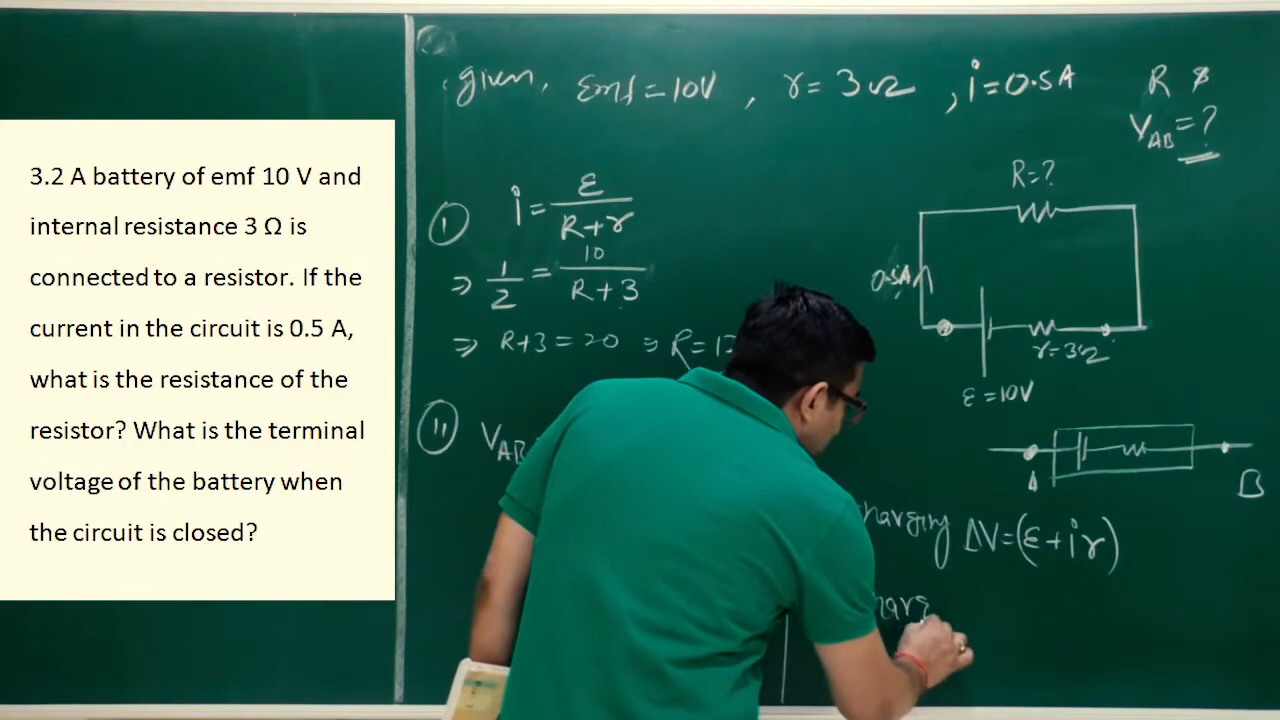 3.2 A battery of emf 10 V and
internal resistance 3 Ω is
connected to a resistor. If the
current in the circuit is 0.5 A,
what is the resistance of the
resistor? What is the terminal
voltage of the battery when
the circuit is closed?
given, Emf = 10V , r = 3Ω , i = 0.5A R &
V_AB = ?
(I) i = ε / (R+r)
⇒ 1/2 = 10 / (R+3)
⇒ R+3 = 20 ⇒ R=
(II) V_AB
R=?
0.5A
r=3Ω
ε=10V
A B
charging ΔV=(ε+ir)